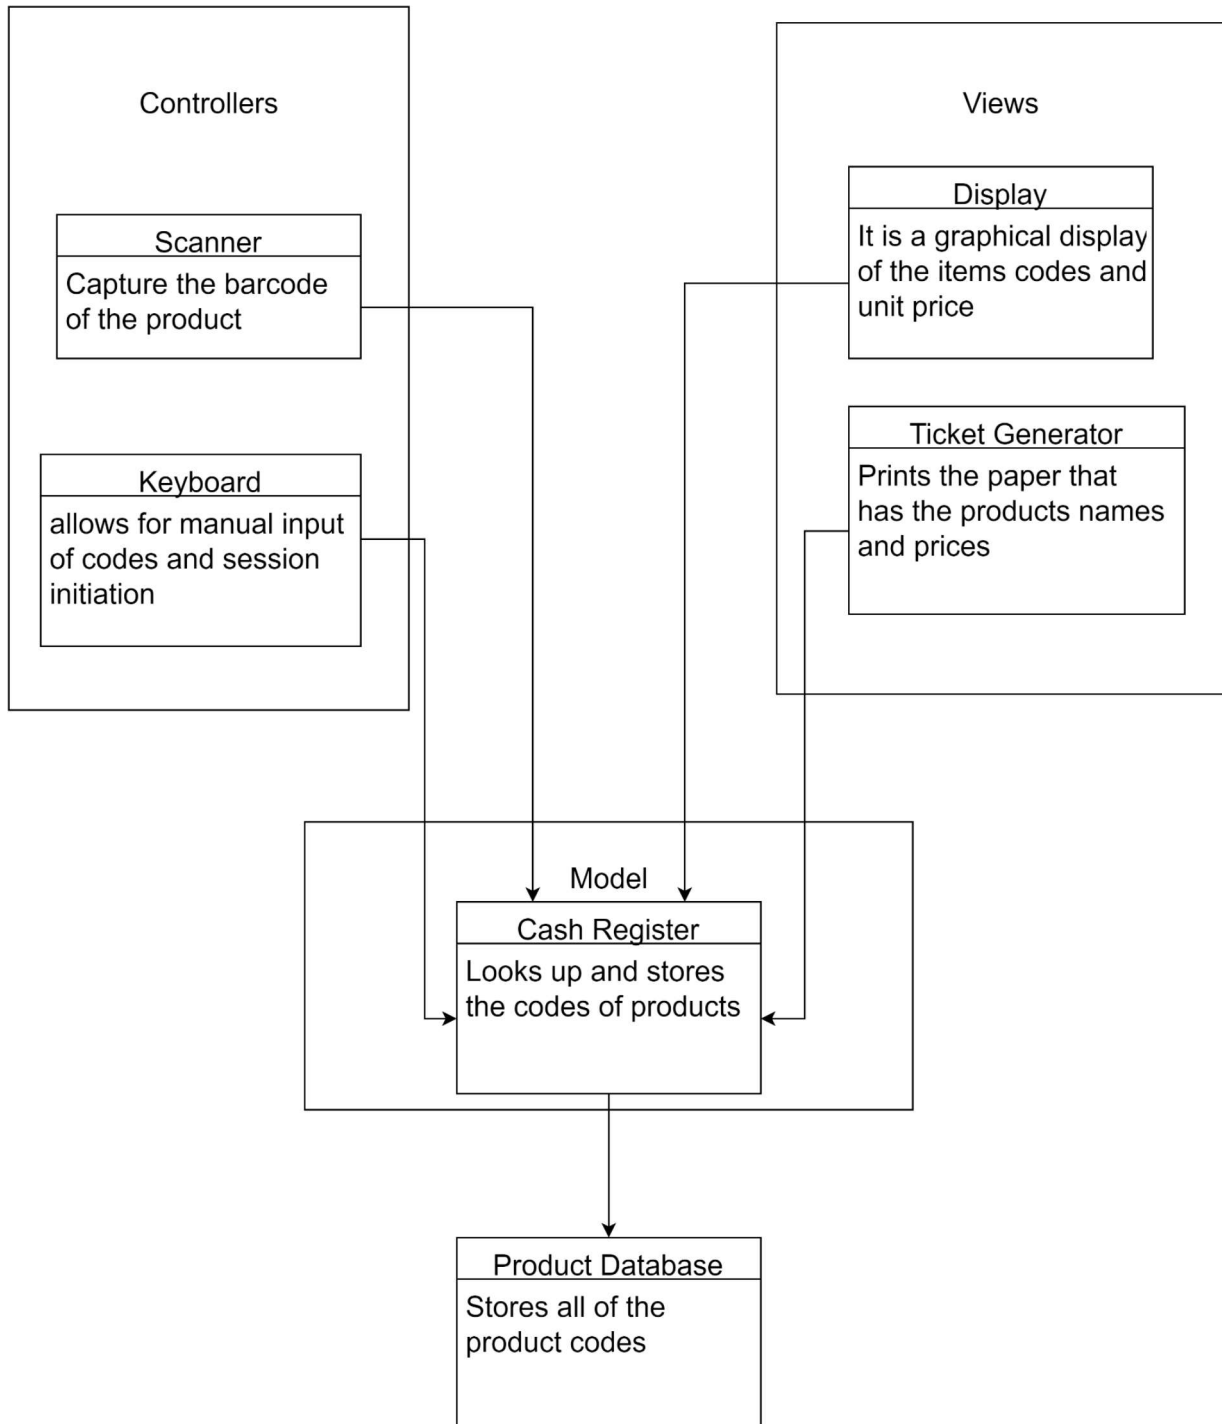 Controllers
Scanner
Capture the barcode
of the product
Keyboard
allows for manual input
of codes and session
initiation
Views
Display
It is a graphical display
of the items codes and
unit price
Ticket Generator
Prints the paper that
has the products names
and prices
Model
Cash Register
Looks up and stores
the codes of products
Product Database
Stores all of the
product codes